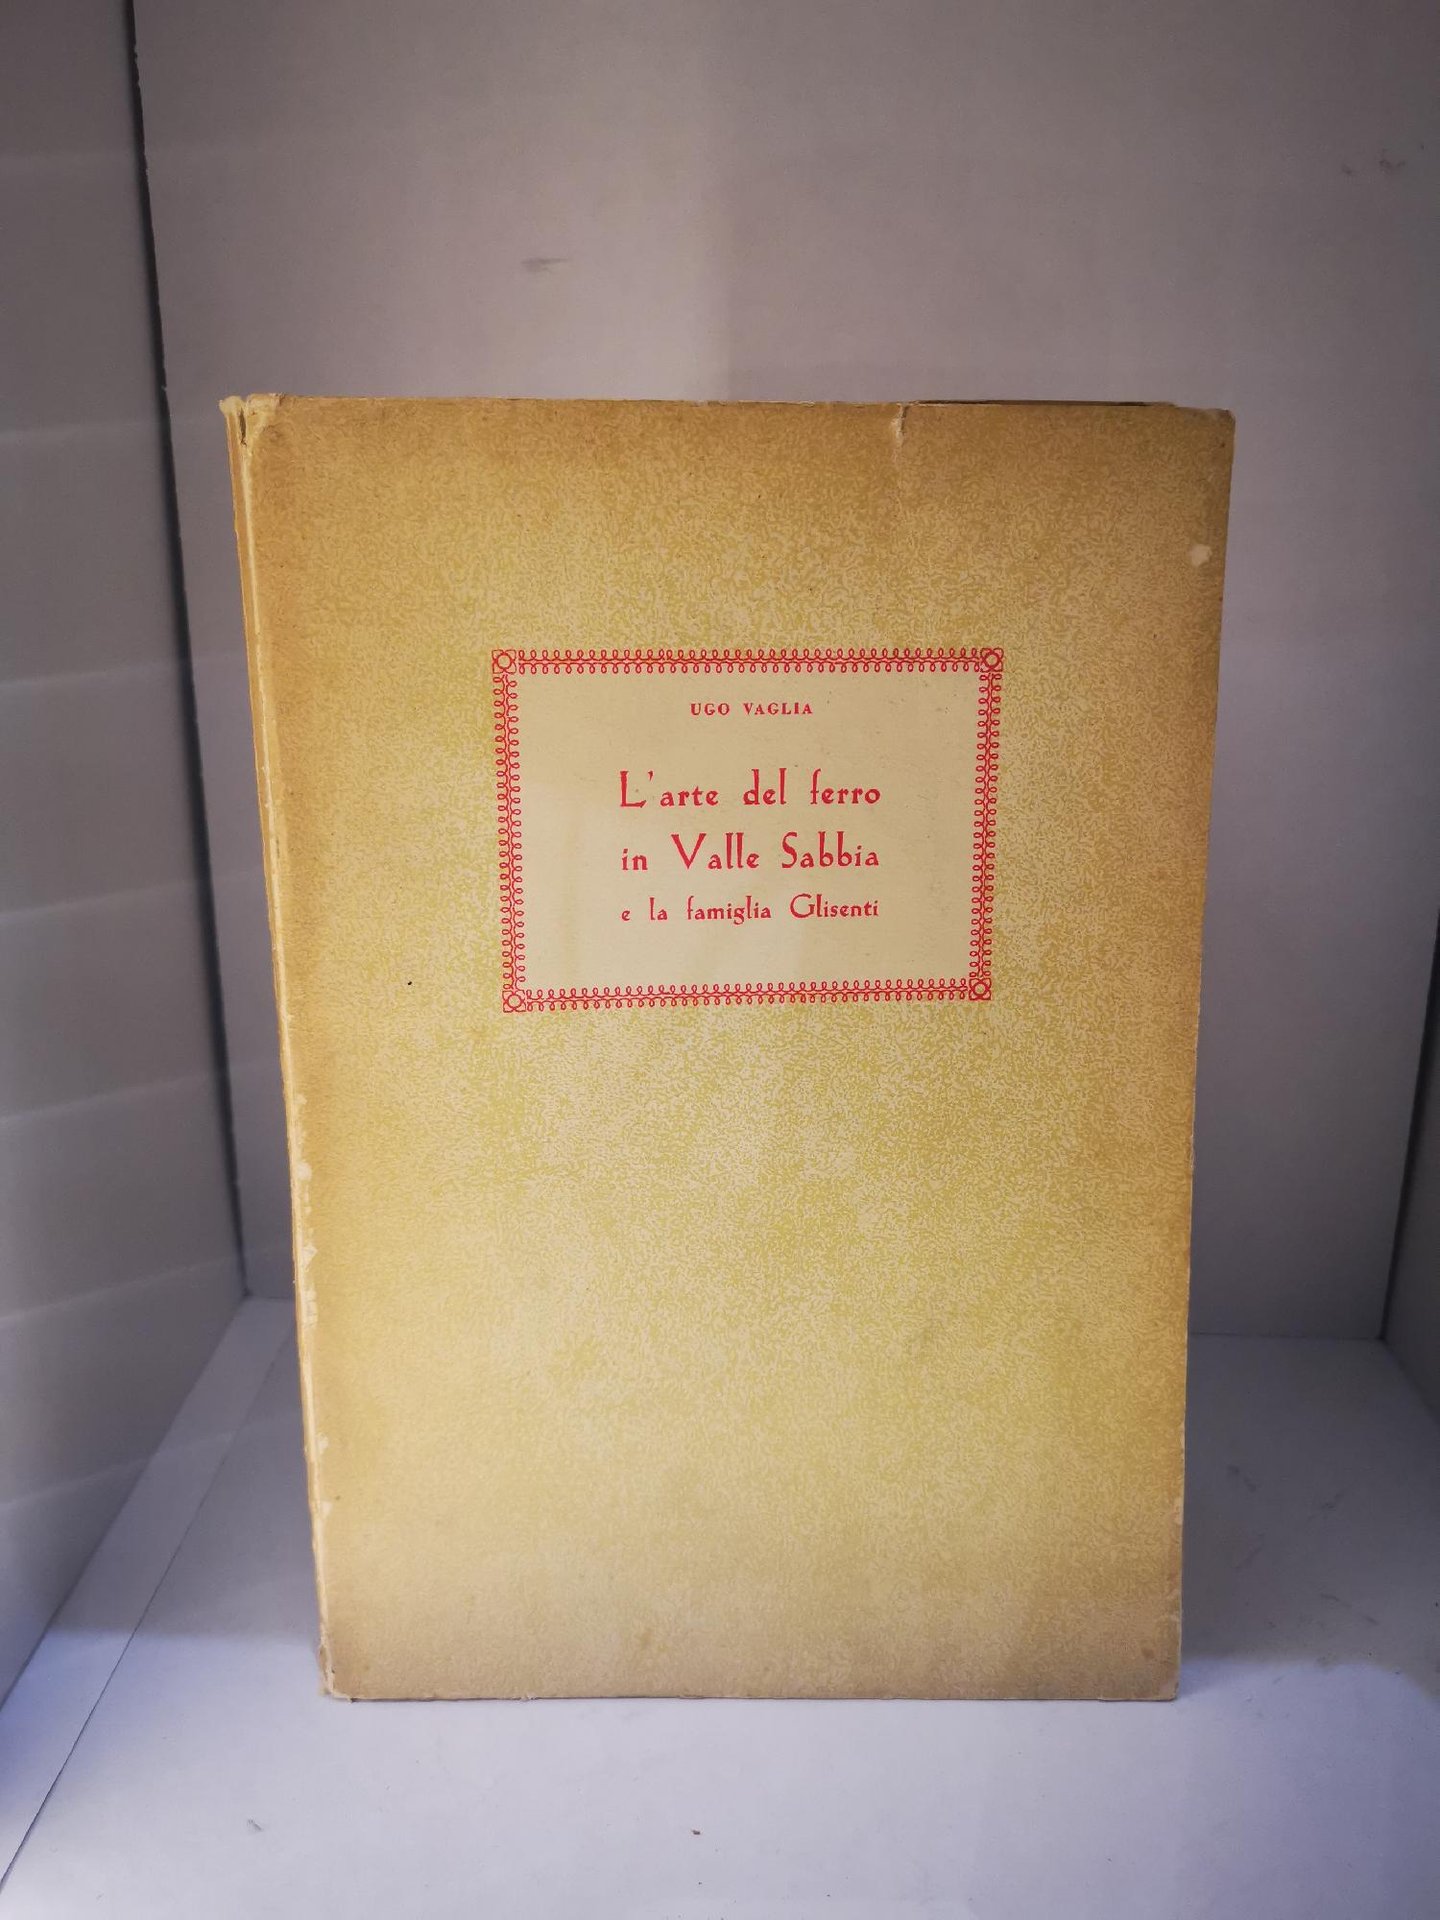 UGO VAGLIA
L'arte del ferro
in Valle Sabbia
e la famiglia Glisenti